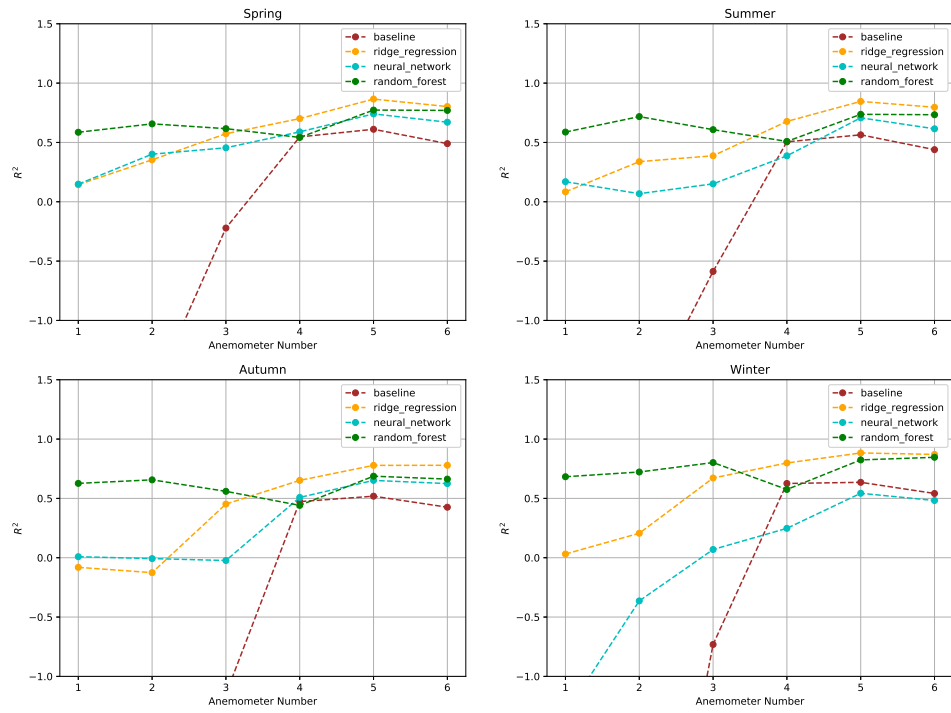 Spring
1.5
1.0
0.5
0.0
−0.5
−1.0
R²
1 2 3 4 5 6
Anemometer Number
baseline
ridge_regression
neural_network
random_forest
Summer
1.5
1.0
0.5
0.0
−0.5
−1.0
R²
1 2 3 4 5 6
Anemometer Number
baseline
ridge_regression
neural_network
random_forest
Autumn
1.5
1.0
0.5
0.0
−0.5
−1.0
R²
1 2 3 4 5 6
Anemometer Number
baseline
ridge_regression
neural_network
random_forest
Winter
1.5
1.0
0.5
0.0
−0.5
−1.0
R²
1 2 3 4 5 6
Anemometer Number
baseline
ridge_regression
neural_network
random_forest